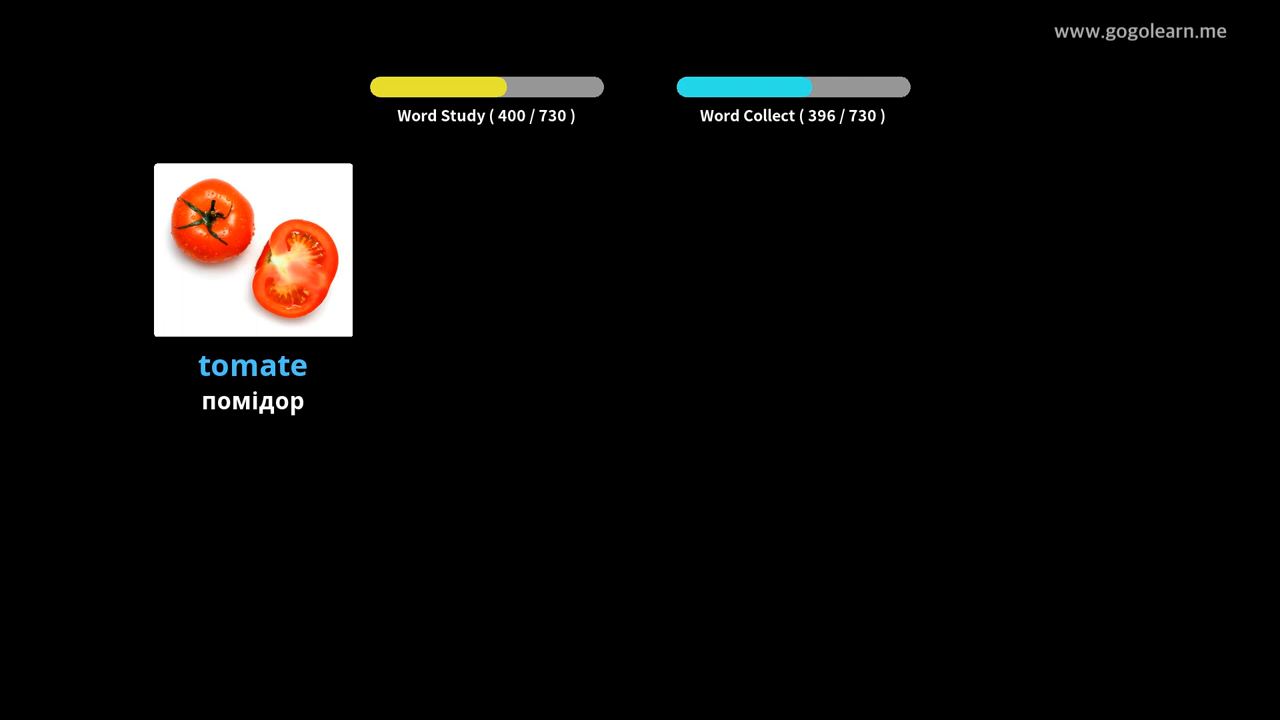 www.gogolearn.me
Word Study ( 400 / 730 )
Word Collect ( 396 / 730 )
tomate
помідор